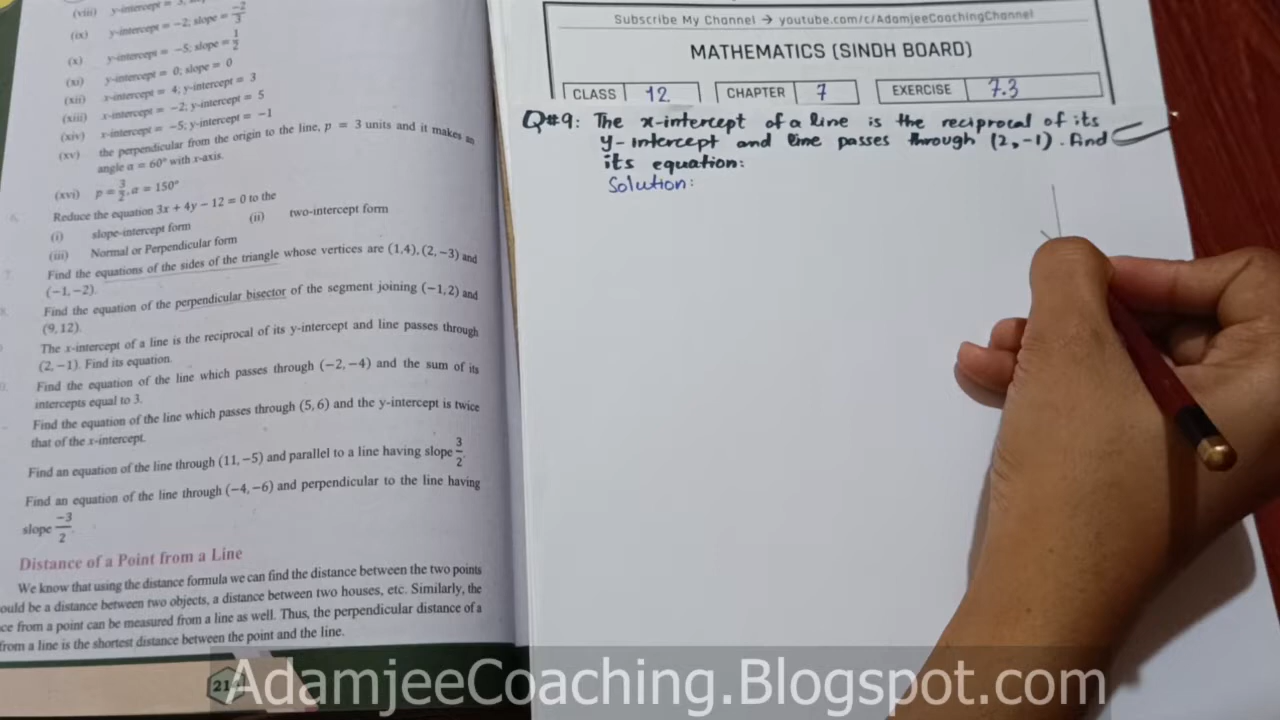 (viii) y-intercept = 3;
(ix) y-intercept = −2; slope = −2/3
(x) y-intercept = −5; slope = 1/2
(xi) y-intercept = 0; slope = 0
(xii) x-intercept = 4; y-intercept = 3
(xiii) x-intercept = −2; y-intercept = 5
(xiv) x-intercept = −5; y-intercept = −1
(xv) the perpendicular from the origin to the line, p = 3 units and it makes an
angle α = 60° with x-axis.
(xvi) p = 3/2, α = 150°
6. Reduce the equation 3x + 4y − 12 = 0 to the
(i) slope-intercept form (ii) two-intercept form
(iii) Normal or Perpendicular form
7. Find the equations of the sides of the triangle whose vertices are (1,4), (2,−3) and
(−1,−2).
8. Find the equation of the perpendicular bisector of the segment joining (−1,2) and
(9,12).
The x-intercept of a line is the reciprocal of its y-intercept and line passes through
(2,−1). Find its equation.
Find the equation of the line which passes through (−2,−4) and the sum of its
intercepts equal to 3.
Find the equation of the line which passes through (5,6) and the y-intercept is twice
that of the x-intercept.
Find an equation of the line through (11,−5) and parallel to a line having slope 3/2.
Find an equation of the line through (−4,−6) and perpendicular to the line having
slope −3/2.
Distance of a Point from a Line
We know that using the distance formula we can find the distance between the two points
ould be a distance between two objects, a distance between two houses, etc. Similarly, the
ce from a point can be measured from a line as well. Thus, the perpendicular distance of a
from a line is the shortest distance between the point and the line.
Subscribe My Channel → youtube.com/c/AdamjeeCoachingChannel
MATHEMATICS (SINDH BOARD)
CLASS 12 CHAPTER 7 EXERCISE 7.3
Q#9: The x-intercept of a line is the reciprocal of its
y-intercept and line passes through (2,-1). Find
its equation:
Solution:
AdamjeeCoaching.Blogspot.com